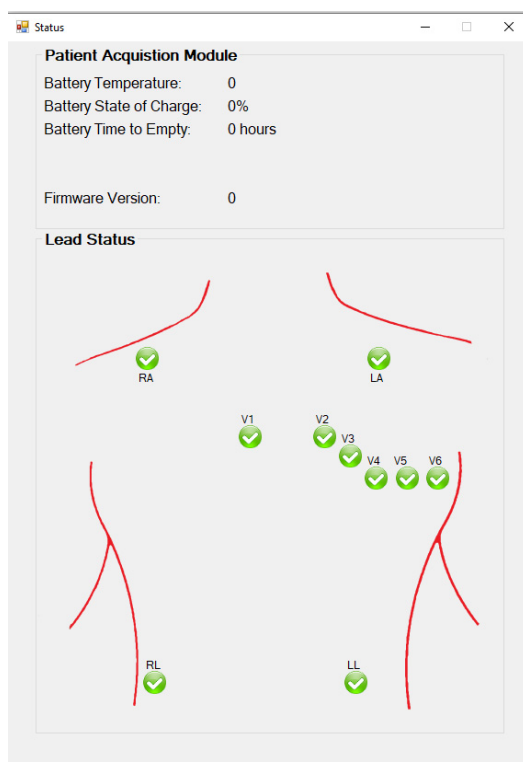 Status
Patient Acquistion Module
Battery Temperature: 0
Battery State of Charge: 0%
Battery Time to Empty: 0 hours
Firmware Version: 0
Lead Status
RA LA
V1 V2
V3
V4 V5 V6
RL LL